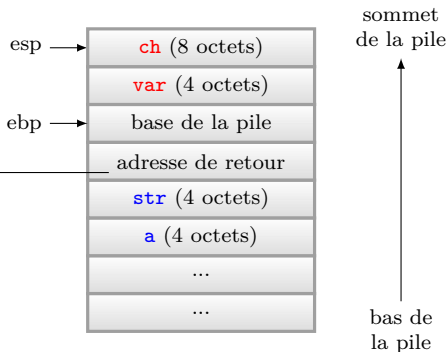 sommet
de la pile
esp
ch (8 octets)
var (4 octets)
ebp
base de la pile
adresse de retour
str (4 octets)
a (4 octets)
...
...
bas de
la pile